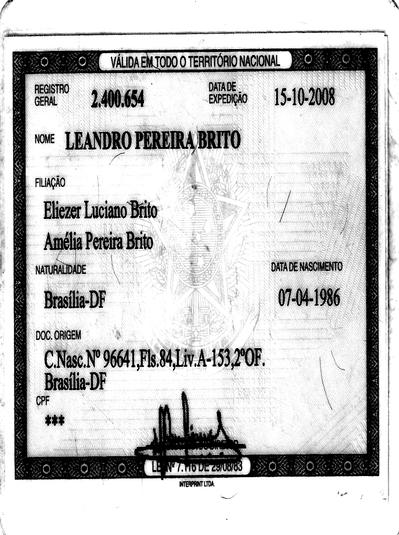 VÁLIDA EM TODO O TERRITÓRIO NACIONAL
REGISTRO GERAL 2.400.654 DATA DE EXPEDIÇÃO 15-10-2008
NOME LEANDRO PEREIRA BRITO
FILIAÇÃO
Eliezer Luciano Brito
Amélia Pereira Brito
NATURALIDADE DATA DE NASCIMENTO
Brasília-DF 07-04-1986
DOC. ORIGEM
C.Nasc.Nº 96641,Fls.84,Liv.A-153,2ºOF.
Brasília-DF
CPF
***
LEI Nº 7.116 DE 29/08/83
INTERPRINT LTDA.